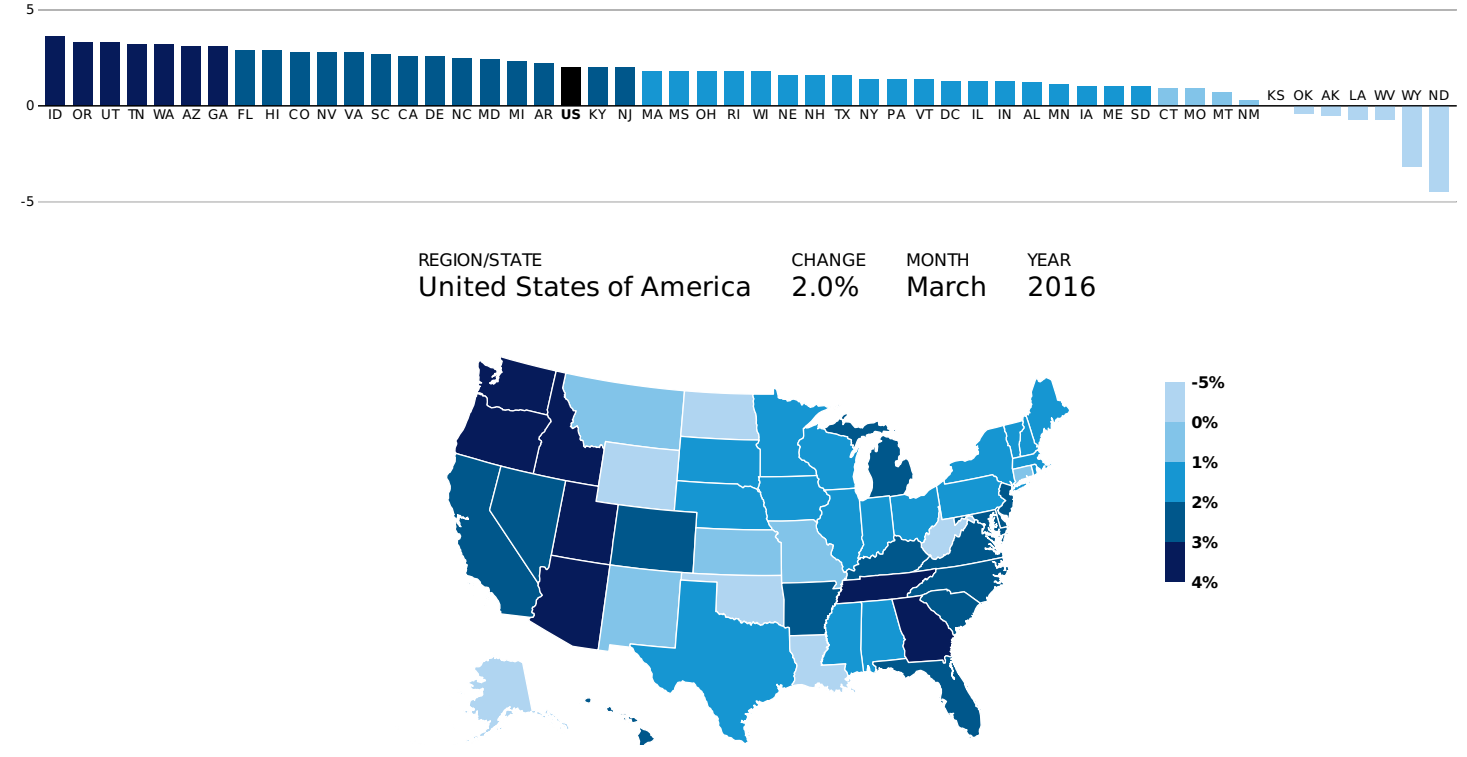 5
KS OK AK LA WV WY ND
0
ID OR UT TN WA AZ GA FL HI CO NV VA SC CA DE NC MD MI AR US KY NJ MA MS OH RI WI NE NH TX NY PA VT DC IL IN AL MN IA ME SD CT MO MT NM
-5
REGION/STATE CHANGE MONTH YEAR
United States of America 2.0% March 2016
-5%
0%
1%
2%
3%
4%